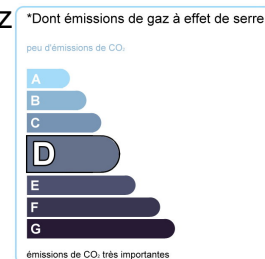 Z
*Dont émissions de gaz à effet de serre
peu d'émissions de CO₂
A
B
C
D
E
F
G
émissions de CO₂ très importantes